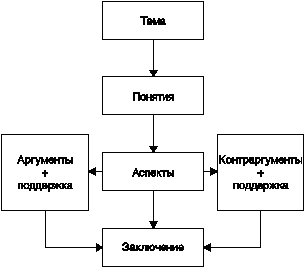 Тема
Понятия
Аргументы
+
поддержка
Аспекты
Контраргументы
+
поддержка
Заключение